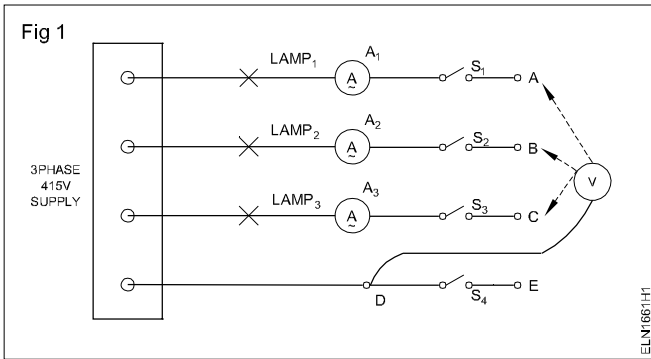 Fig 1
3PHASE
415V
SUPPLY
LAMP₁ A₁ A ~ S₁ A
LAMP₂ A₂ A ~ S₂ B
V
LAMP₃ A₃ A ~ S₃ C
D S₄ E
ELN1661H1